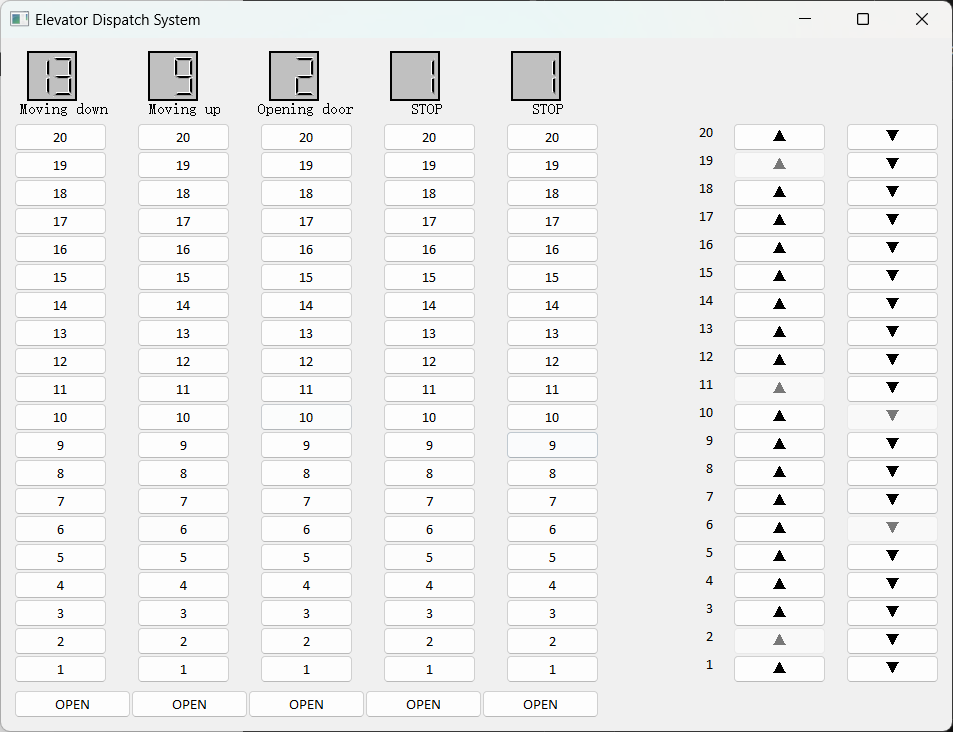 Elevator Dispatch System
13 9 2 1 1
Moving down Moving up Opening door STOP STOP
20 20 20 20 20 20 ▲ ▼
19 19 19 19 19 19 ▲ ▼
18 18 18 18 18 18 ▲ ▼
17 17 17 17 17 17 ▲ ▼
16 16 16 16 16 16 ▲ ▼
15 15 15 15 15 15 ▲ ▼
14 14 14 14 14 14 ▲ ▼
13 13 13 13 13 13 ▲ ▼
12 12 12 12 12 12 ▲ ▼
11 11 11 11 11 11 ▲ ▼
10 10 10 10 10 10 ▲ ▼
9 9 9 9 9 9 ▲ ▼
8 8 8 8 8 8 ▲ ▼
7 7 7 7 7 7 ▲ ▼
6 6 6 6 6 6 ▲ ▼
5 5 5 5 5 5 ▲ ▼
4 4 4 4 4 4 ▲ ▼
3 3 3 3 3 3 ▲ ▼
2 2 2 2 2 2 ▲ ▼
1 1 1 1 1 1 ▲ ▼
OPEN OPEN OPEN OPEN OPEN